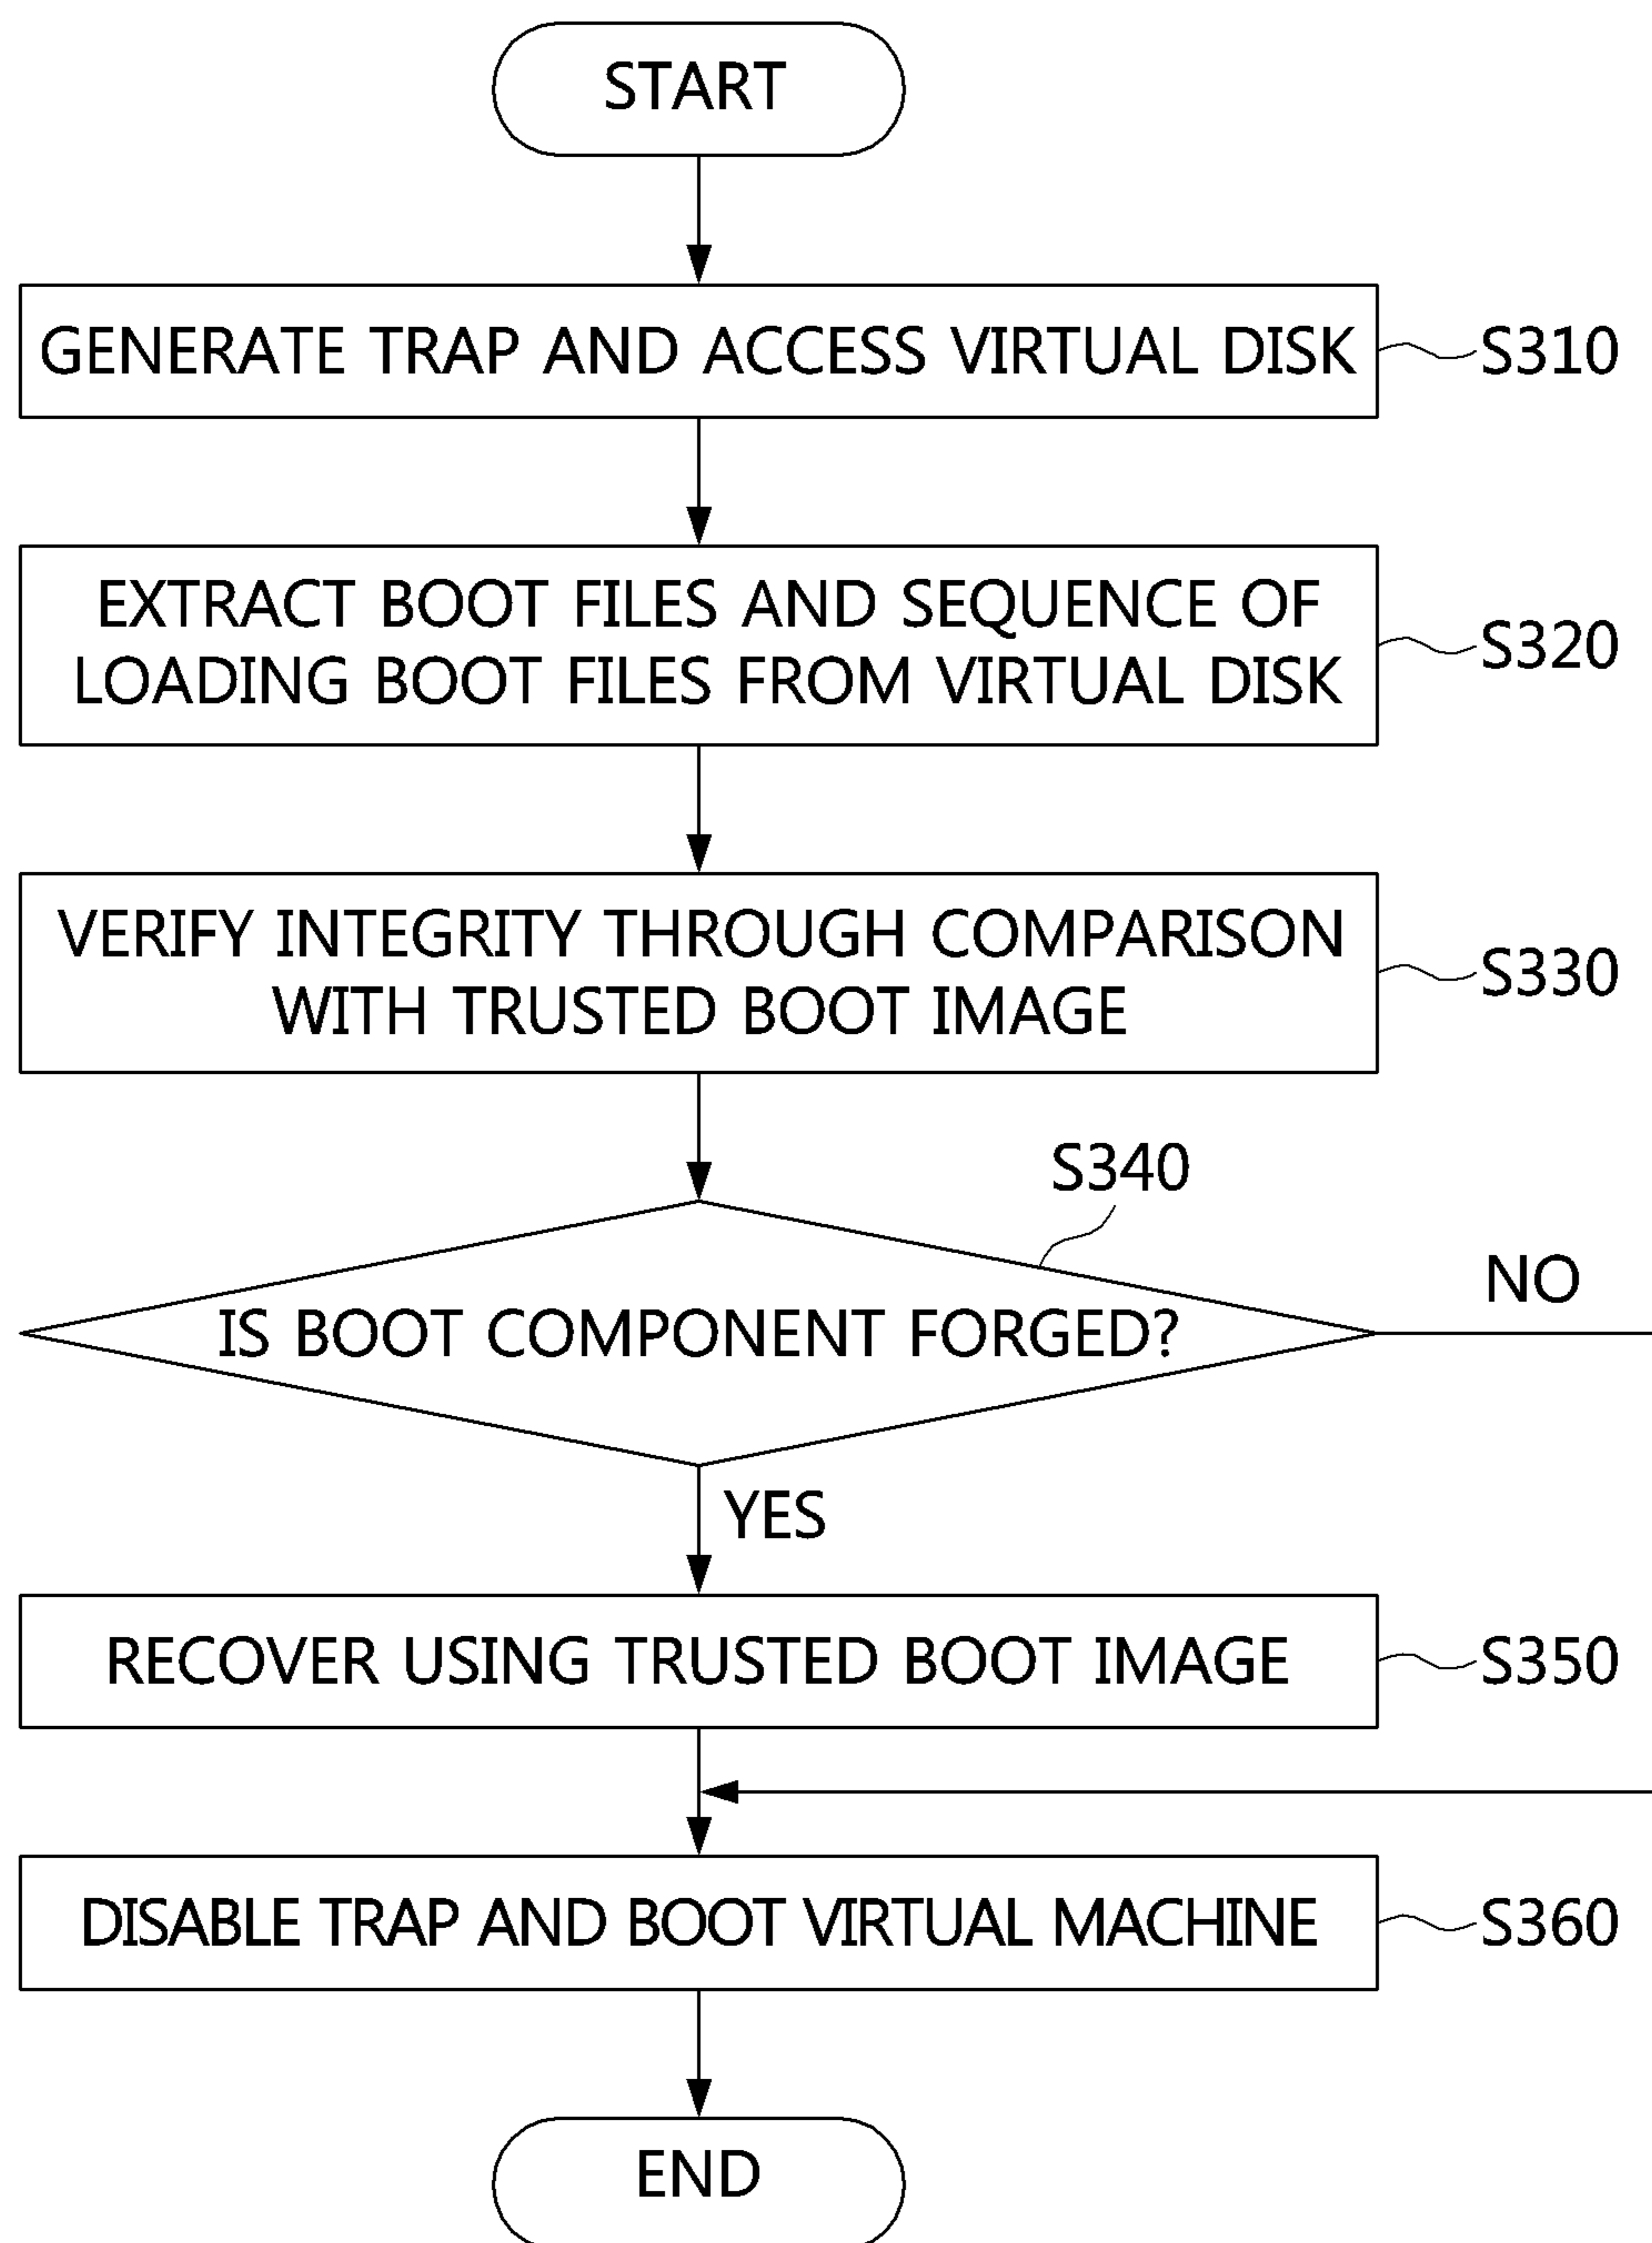 START
GENERATE TRAP AND ACCESS VIRTUAL DISK
S310
EXTRACT BOOT FILES AND SEQUENCE OF
LOADING BOOT FILES FROM VIRTUAL DISK
S320
VERIFY INTEGRITY THROUGH COMPARISON
WITH TRUSTED BOOT IMAGE
S330
S340
IS BOOT COMPONENT FORGED?
NO
YES
RECOVER USING TRUSTED BOOT IMAGE
S350
DISABLE TRAP AND BOOT VIRTUAL MACHINE
S360
END